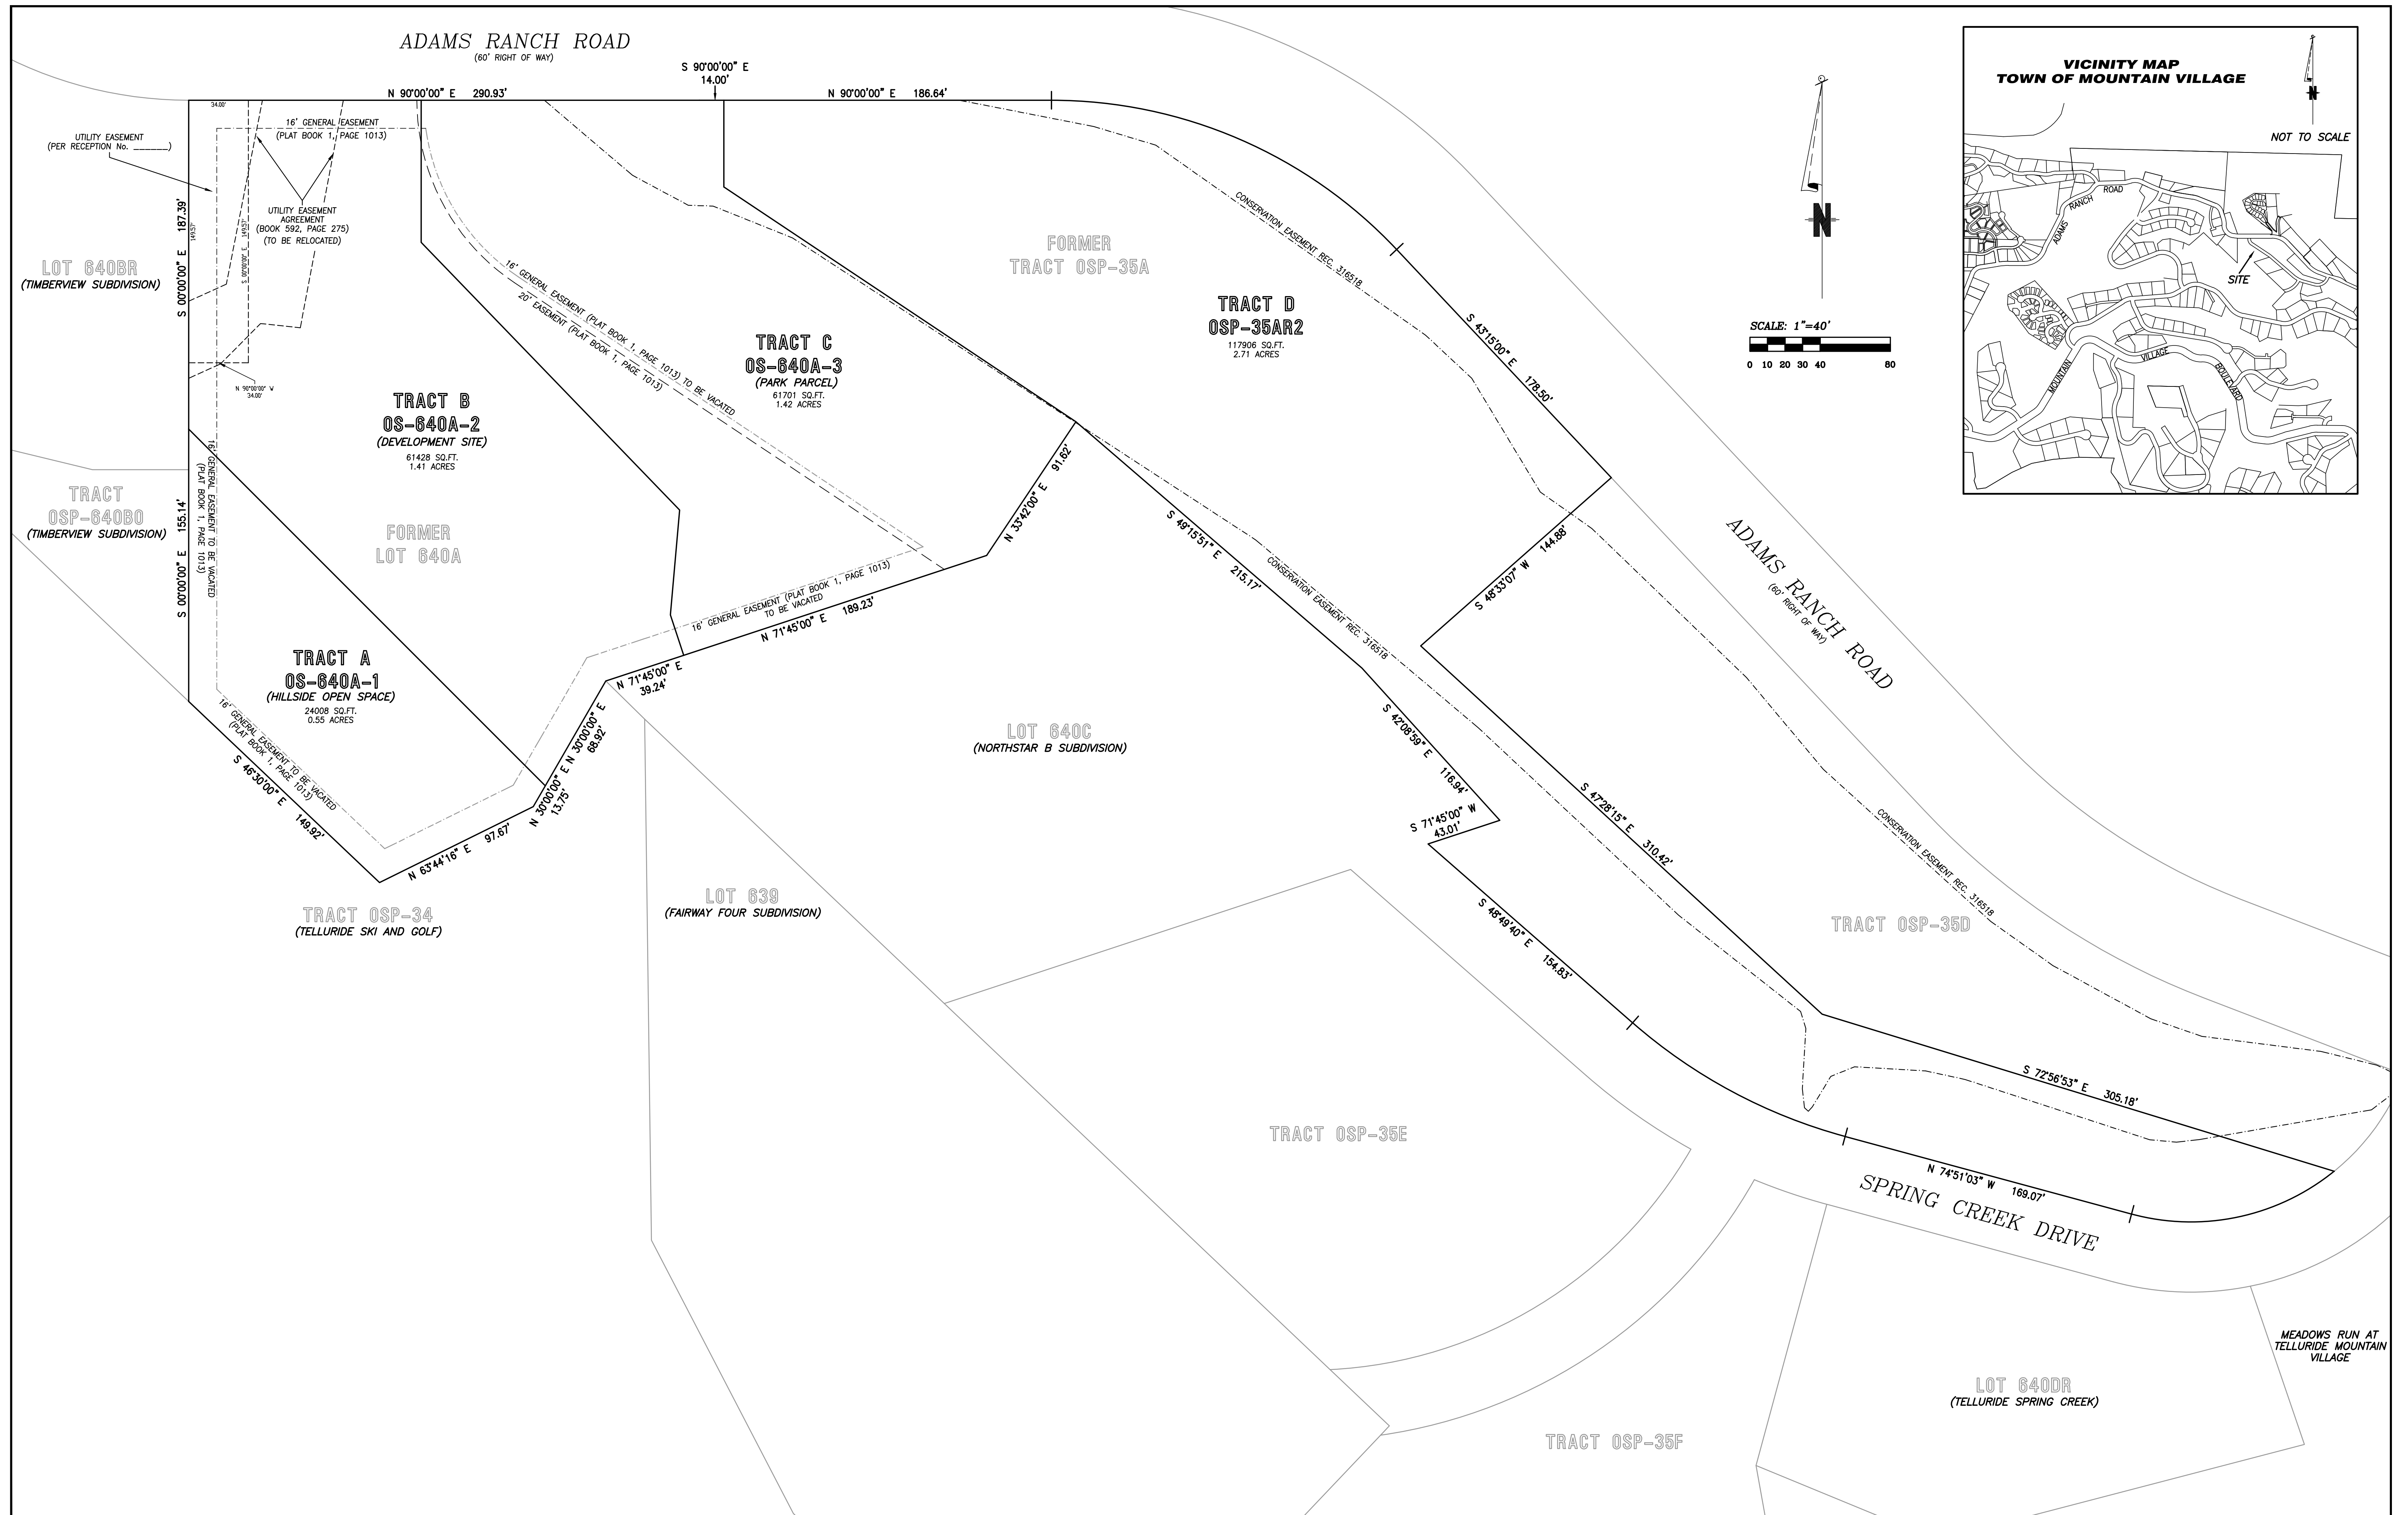 ADAMS RANCH ROAD
(60' RIGHT OF WAY)
S 90°00'00" E
14.00'
N 90°00'00" E 290.93'
N 90°00'00" E 186.64'
34.00'
16' GENERAL EASEMENT
(PLAT BOOK 1, PAGE 1013)
UTILITY EASEMENT
(PER RECEPTION No. ______)
UTILITY EASEMENT
AGREEMENT
(BOOK 592, PAGE 275)
(TO BE RELOCATED)
S 00°00'00" E 187.39'
149.57'
S 00°00'00" E 149.57'
N 90°00'00" W
34.00'
LOT 640BR
(TIMBERVIEW SUBDIVISION)
TRACT
OSP-640BO
(TIMBERVIEW SUBDIVISION)
S 00°00'00" E 155.14'
16' GENERAL EASEMENT TO BE VACATED
(PLAT BOOK 1, PAGE 1013)
16' GENERAL EASEMENT (PLAT BOOK 1, PAGE 1013) TO BE VACATED
20' EASEMENT (PLAT BOOK 1, PAGE 1013)
TRACT B
OS-640A-2
(DEVELOPMENT SITE)
61428 SQ.FT.
1.41 ACRES
FORMER
LOT 640A
TRACT C
OS-640A-3
(PARK PARCEL)
61701 SQ.FT.
1.42 ACRES
FORMER
TRACT OSP-35A
TRACT D
OSP-35AR2
117906 SQ.FT.
2.71 ACRES
CONSERVATION EASEMENT REC. 316518
S 43°15'00" E 178.50'
S 48°33'07" W 144.88'
N 33°42'00" E 91.62'
S 49°15'51" E 215.17'
CONSERVATION EASEMENT REC. 316518
16' GENERAL EASEMENT (PLAT BOOK 1, PAGE 1013)
TO BE VACATED
N 71°45'00" E 189.23'
N 71°45'00" E
39.24'
N 30°00'00" E
68.92'
N 30°00'00" E
13.75'
TRACT A
OS-640A-1
(HILLSIDE OPEN SPACE)
24008 SQ.FT.
0.55 ACRES
16' GENERAL EASEMENT TO BE VACATED
(PLAT BOOK 1, PAGE 1013)
S 46°30'00" E 149.92'
N 63°44'16" E 97.67'
TRACT OSP-34
(TELLURIDE SKI AND GOLF)
LOT 639
(FAIRWAY FOUR SUBDIVISION)
LOT 640C
(NORTHSTAR B SUBDIVISION)
S 42°08'59" E 116.94'
S 71°45'00" W
43.01'
S 48°49'40" E 154.83'
S 47°28'15" E 310.42'
ADAMS RANCH ROAD
(60' RIGHT OF WAY)
CONSERVATION EASEMENT REC. 316518
TRACT OSP-35D
S 72°56'53" E 305.18'
N 74°51'03" W 169.07'
SPRING CREEK DRIVE
TRACT OSP-35E
TRACT OSP-35F
LOT 640DR
(TELLURIDE SPRING CREEK)
MEADOWS RUN AT
TELLURIDE MOUNTAIN
VILLAGE
N
SCALE: 1"=40'
0 10 20 30 40 80
VICINITY MAP
TOWN OF MOUNTAIN VILLAGE
N
NOT TO SCALE
ADAMS
RANCH
ROAD
SITE
MOUNTAIN
VILLAGE
BOULEVARD